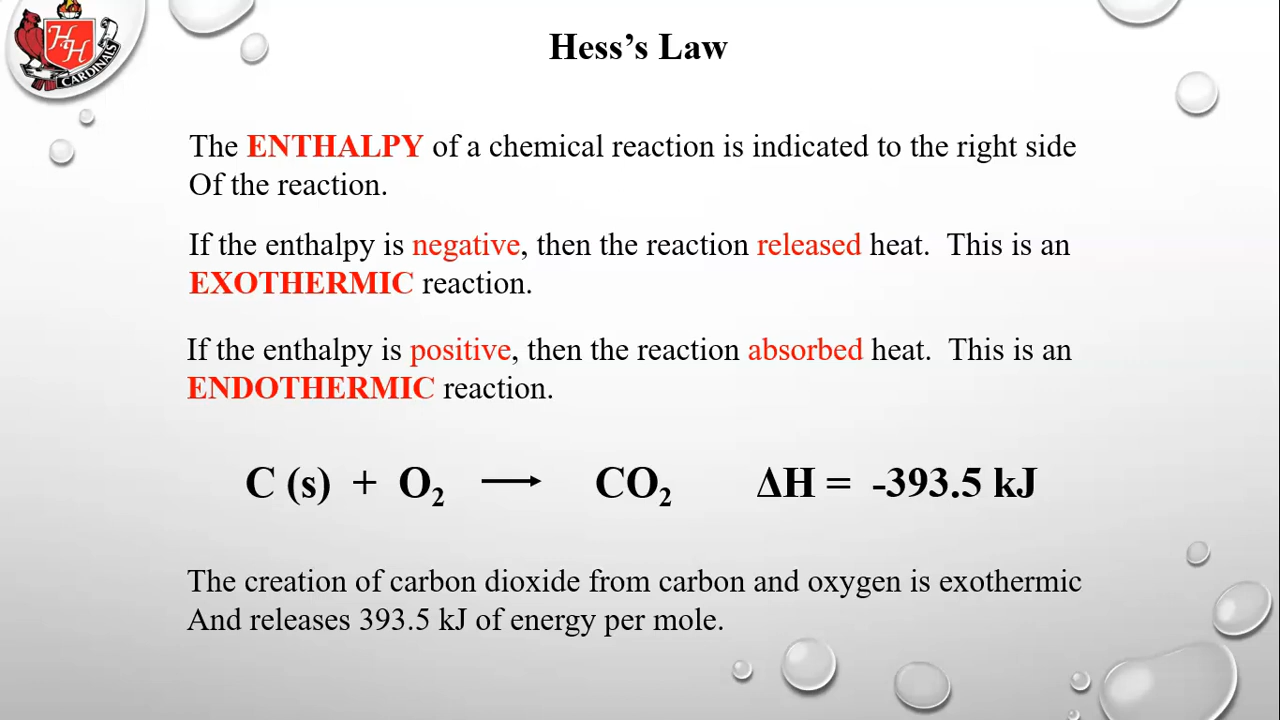 HH
CARDINALS
Hess’s Law
The ENTHALPY of a chemical reaction is indicated to the right side
Of the reaction.
If the enthalpy is negative, then the reaction released heat.  This is an
EXOTHERMIC reaction.
If the enthalpy is positive, then the reaction absorbed heat.  This is an
ENDOTHERMIC reaction.
C (s) + O₂ ⟶ CO₂ ΔH = -393.5 kJ
The creation of carbon dioxide from carbon and oxygen is exothermic
And releases 393.5 kJ of energy per mole.